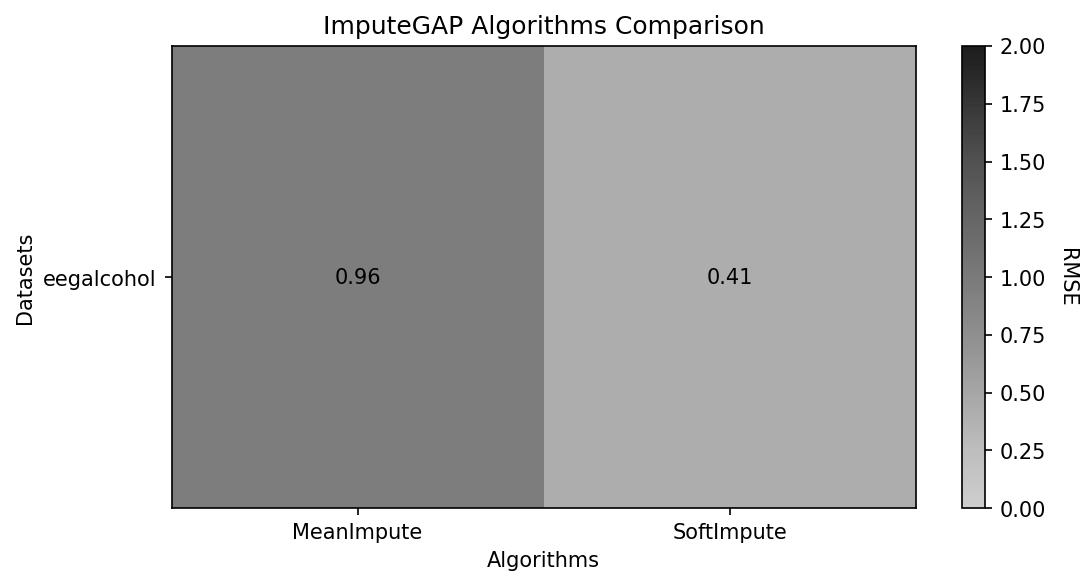 ImputeGAP Algorithms Comparison
Datasets
eegalcohol
0.96
0.41
MeanImpute
SoftImpute
Algorithms
2.00
1.75
1.50
1.25
1.00
0.75
0.50
0.25
0.00
RMSE